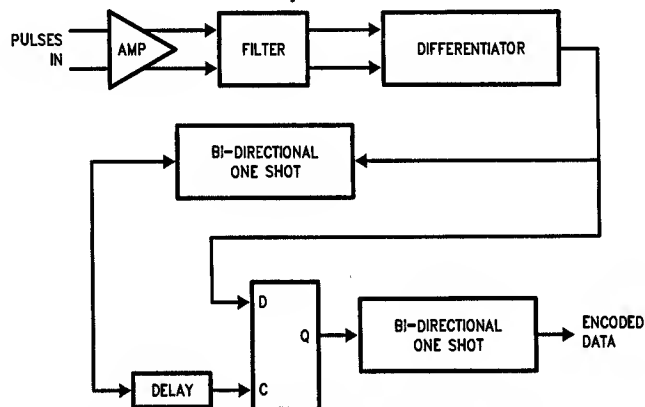 PULSES
IN
AMP
FILTER
DIFFERENTIATOR
BI-DIRECTIONAL
ONE SHOT
D
Q
BI-DIRECTIONAL
ONE SHOT
ENCODED
DATA
DELAY
C